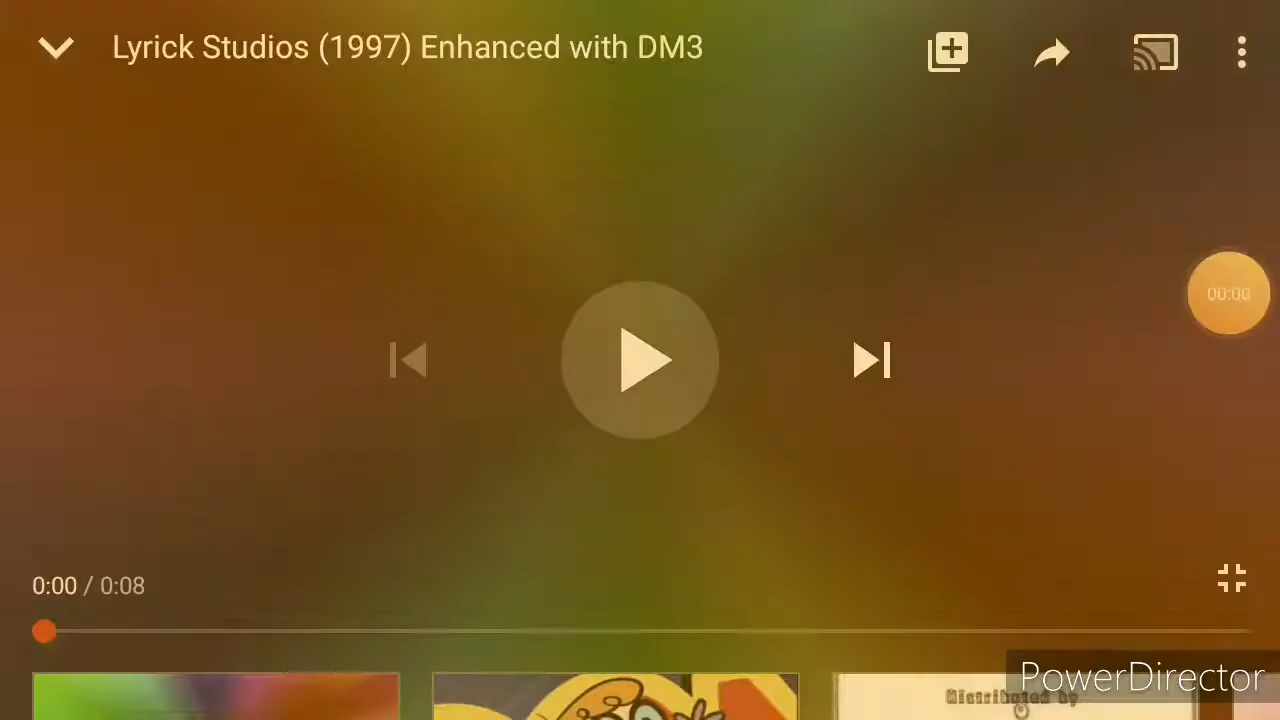 Lyrick Studios (1997) Enhanced with DM3
00:00
0:00 / 0:08
Distributed by
PowerDirector